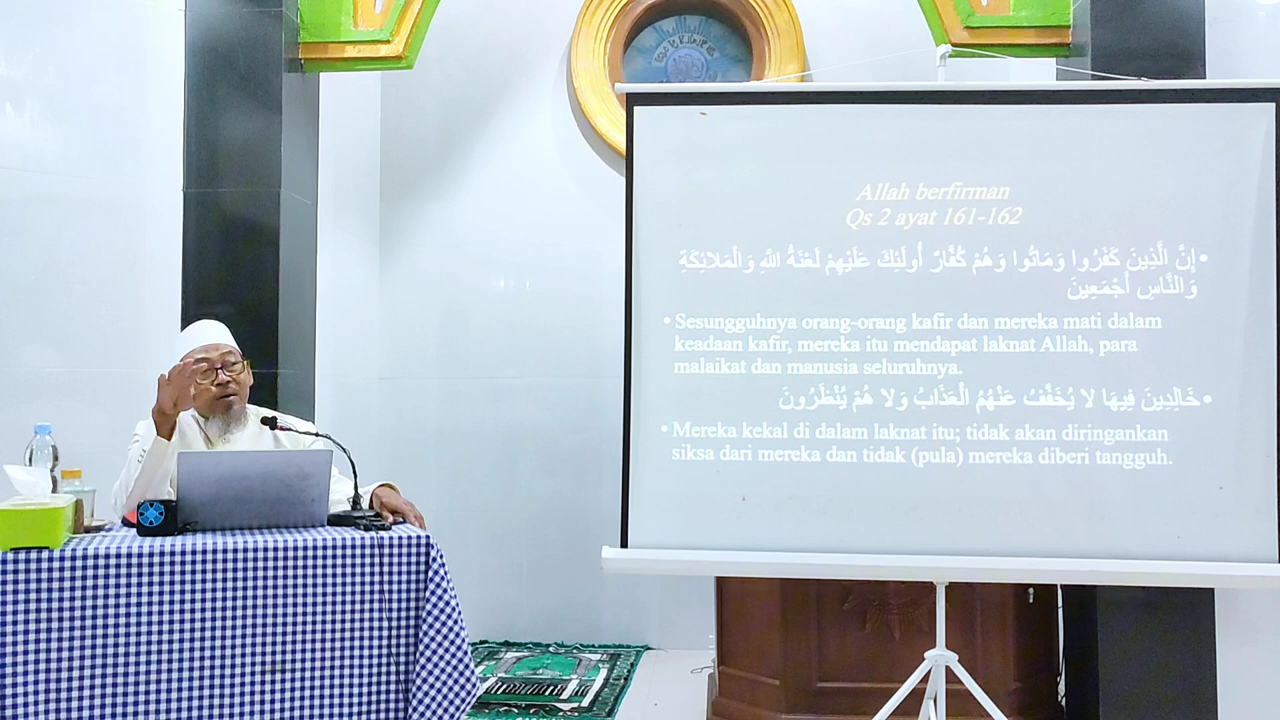 Allah berfirman
Qs 2 ayat 161-162
• إِنَّ الَّذِينَ كَفَرُوا وَمَاتُوا وَهُمْ كُفَّارٌ أُولَئِكَ عَلَيْهِمْ لَعْنَةُ اللَّهِ وَالْمَلائِكَةِ
وَالنَّاسِ أَجْمَعِينَ
• Sesungguhnya orang-orang kafir dan mereka mati dalam
keadaan kafir, mereka itu mendapat laknat Allah, para
malaikat dan manusia seluruhnya.
• خَالِدِينَ فِيهَا لا يُخَفَّفُ عَنْهُمُ الْعَذَابُ وَلا هُمْ يُنْظَرُونَ
• Mereka kekal di dalam laknat itu; tidak akan diringankan
siksa dari mereka dan tidak (pula) mereka diberi tangguh.